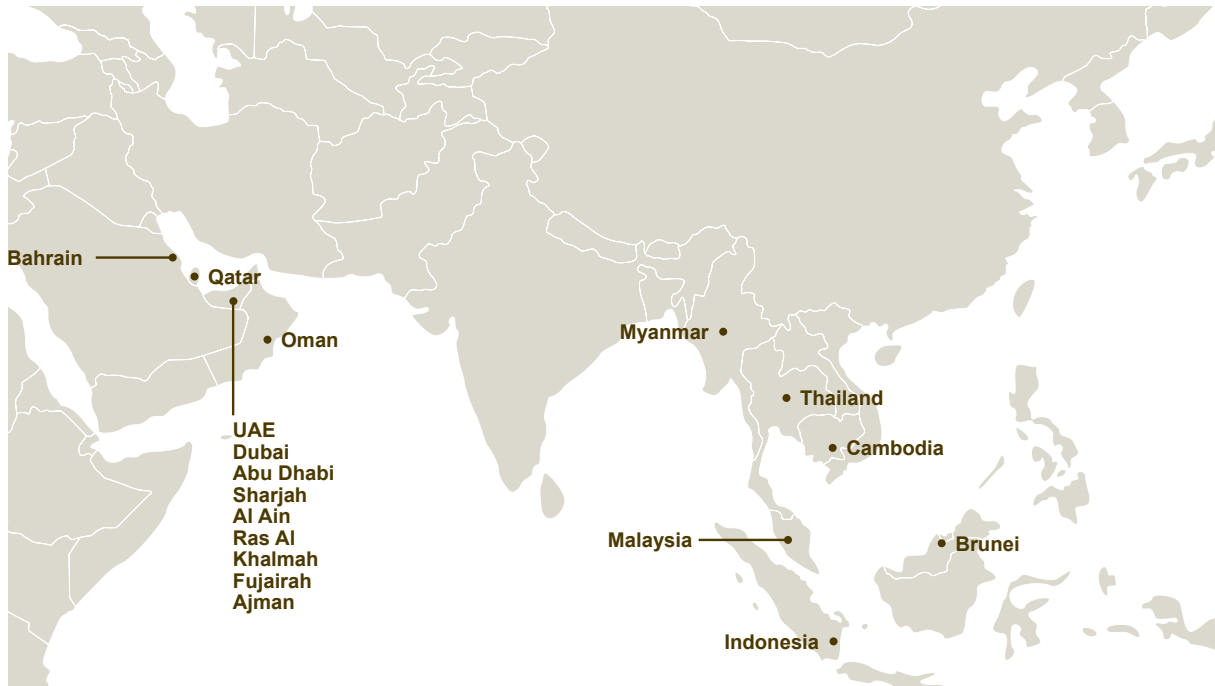 Bahrain
Qatar
Oman
UAE
Dubai
Abu Dhabi
Sharjah
Al Ain
Ras Al
Khalmah
Fujairah
Ajman
Myanmar
Thailand
Cambodia
Malaysia
Brunei
Indonesia